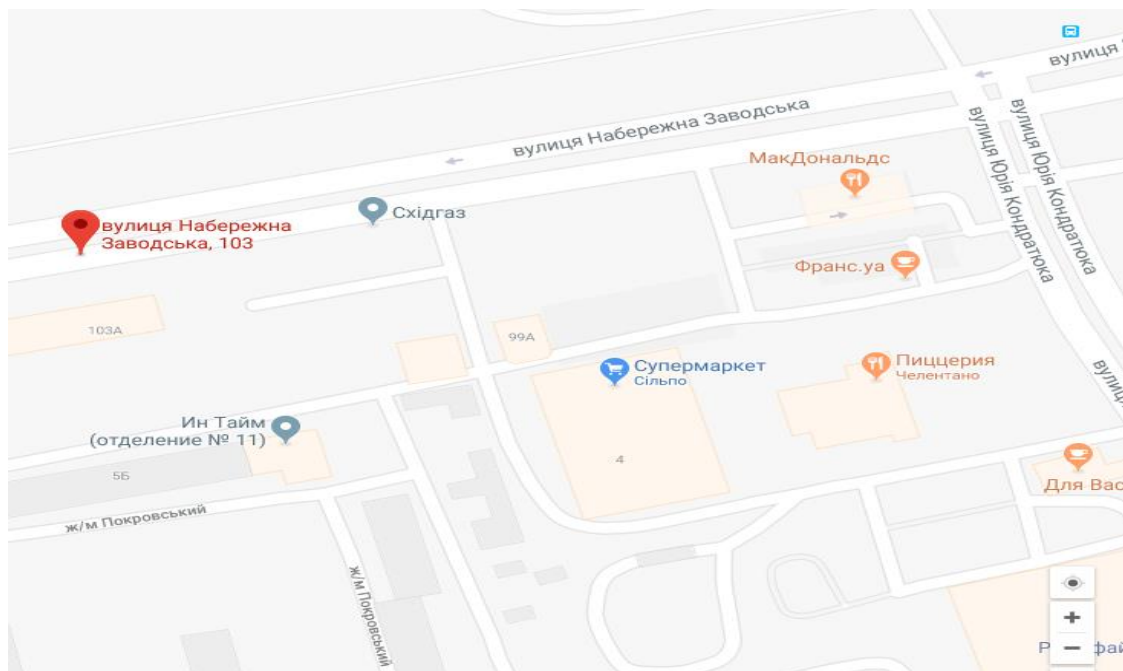 вулиця
вулиця Набережна Заводська
МакДональдс
вулиця Юрія Кондратюка
вулиця Юрія Кондратюка
вулиця Набережна
Заводська, 103
Східгаз
Франс.уа
103А
99А
Супермаркет
Сільпо
Пиццерия
Челентано
вулиц
Ин Тайм
(отделение № 11)
4
5Б
Для Вас
ж/м Покровський
ж/м Покровський